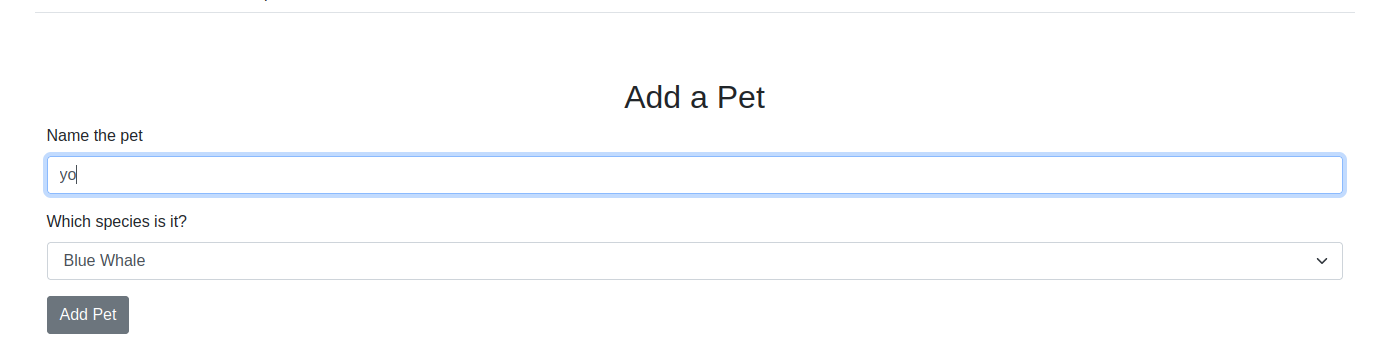 Add a Pet
Name the pet
yo
Which species is it?
Blue Whale
Add Pet